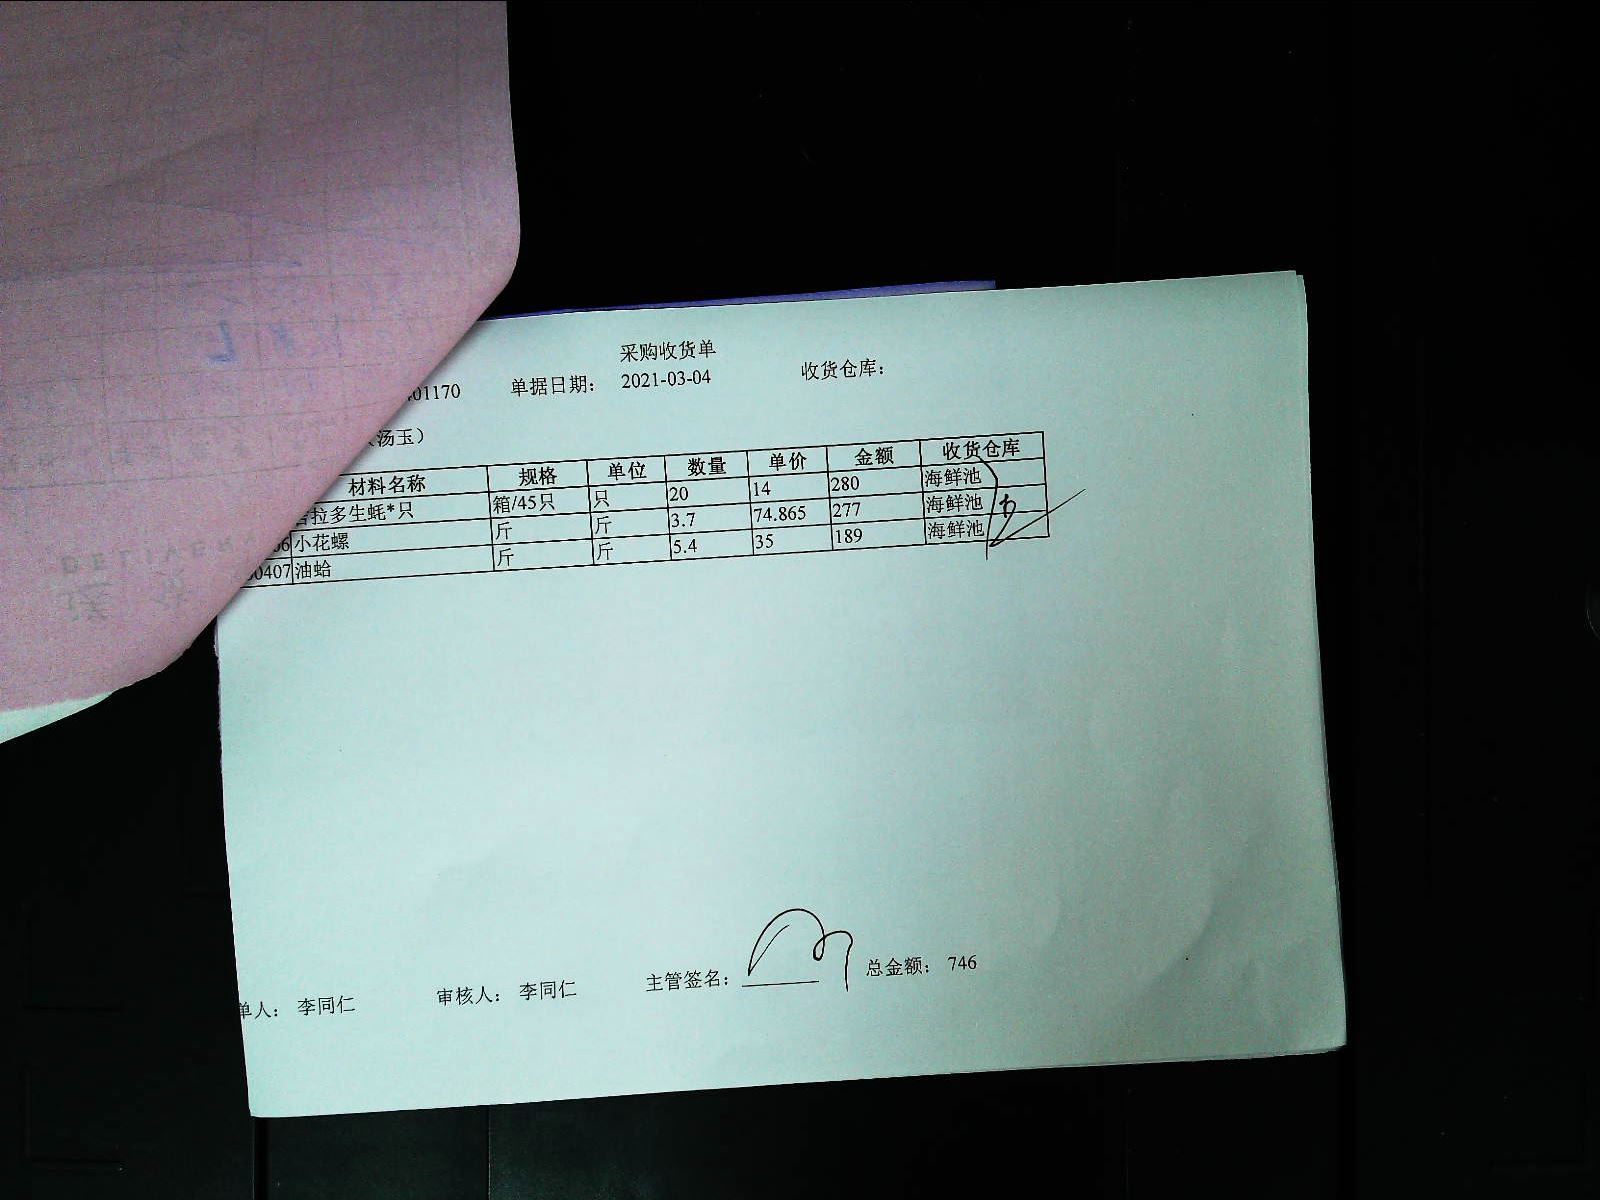 采购收货单
01170 单据日期： 2021-03-04 收货仓库：
汤玉）
材料名称 规格 单位 数量 单价 金额 收货仓库
拉多生蚝*只 箱/45只 只 20 14 280 海鲜池
06 小花螺 斤 斤 3.7 74.865 277 海鲜池
0407 油蛤 斤 斤 5.4 35 189 海鲜池
单人： 李同仁 审核人： 李同仁 主管签名： 总金额： 746
DELIVER